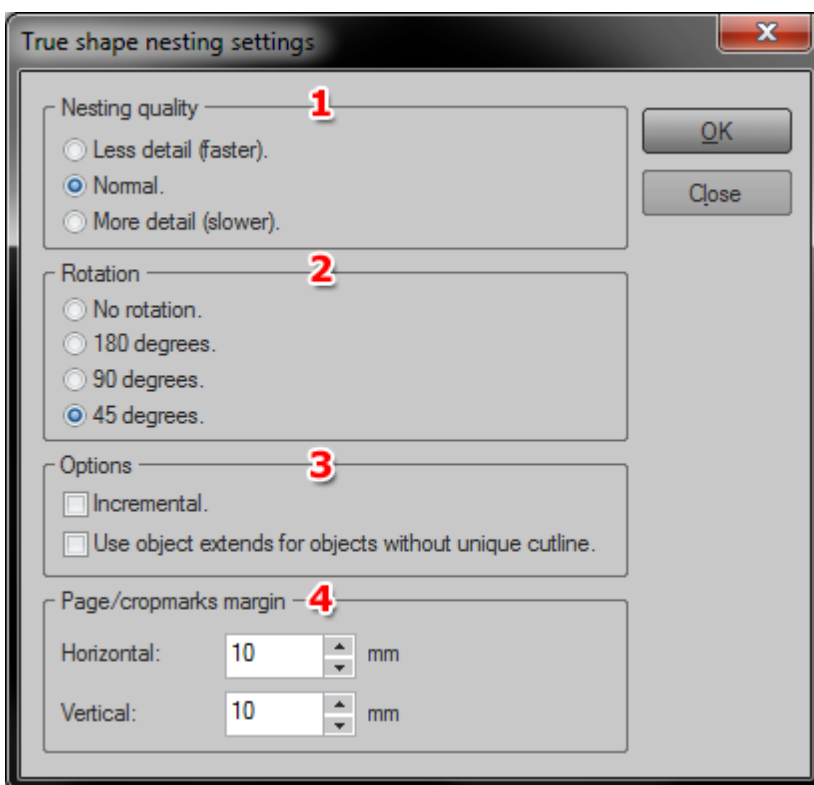 True shape nesting settings
Nesting quality 1
Less detail (faster).
Normal.
More detail (slower).
OK
Close
Rotation 2
No rotation.
180 degrees.
90 degrees.
45 degrees.
Options 3
Incremental.
Use object extends for objects without unique cutline.
Page/cropmarks margin 4
Horizontal: 10 mm
Vertical: 10 mm